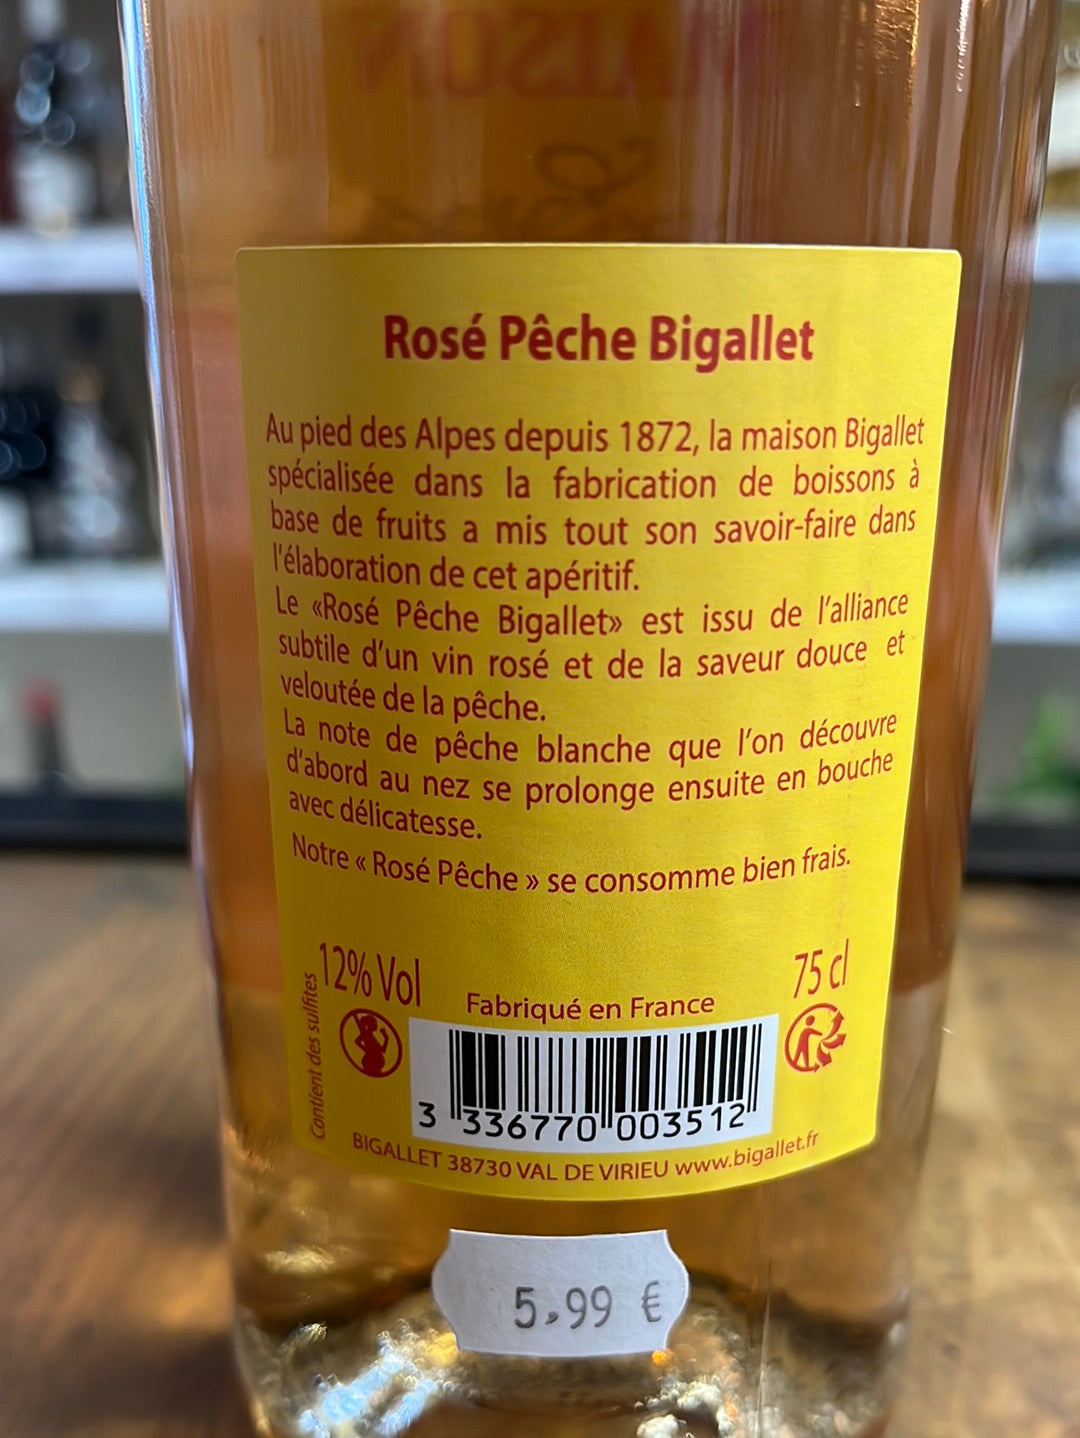 MAISON
Rosé Pêche Bigallet
Au pied des Alpes depuis 1872, la maison Bigallet
spécialisée dans la fabrication de boissons à
base de fruits a mis tout son savoir-faire dans
l'élaboration de cet apéritif.
Le «Rosé Pêche Bigallet» est issu de l'alliance
subtile d'un vin rosé et de la saveur douce et
veloutée de la pêche.
La note de pêche blanche que l'on découvre
d'abord au nez se prolonge ensuite en bouche
avec délicatesse.
Notre « Rosé Pêche » se consomme bien frais.
12% Vol
75 cl
Contient des sulfites
Fabriqué en France
3 336770 003512
BIGALLET 38730 VAL DE VIRIEU www.bigallet.fr
5.99 €